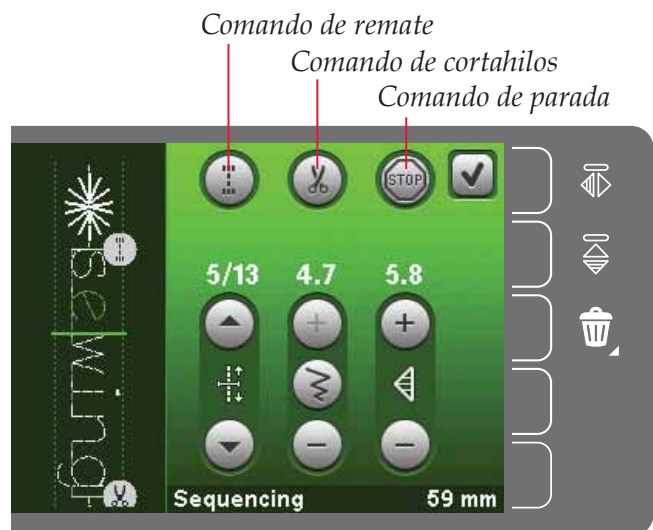 Comando de remate
Comando de cortahilos
Comando de parada
STOP
5/13 4.7 5.8
sewing
Sequencing 59 mm